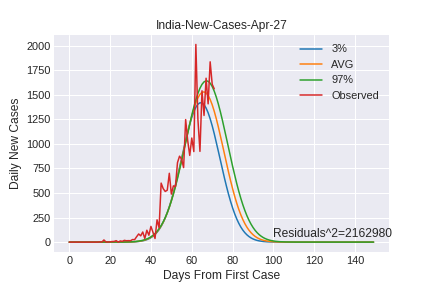 India-New-Cases-Apr-27
Daily New Cases
2000
1750
1500
1250
1000
750
500
250
0
3%
AVG
97%
Observed
Residuals^2=2162980
0 20 40 60 80 100 120 140
Days From First Case